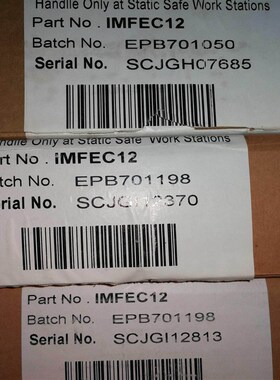 Handle Only at Static Safe Work Stations
Part No . IMFEC12
Batch No. EPB701050
Serial No. SCJGH07685
Handle Only at Static Safe Work Stations
Part No . iMFEC12
Batch No. EPB701198
Serial No.
Part No . IMFEC12
Batch No. EPB701198
Serial No. SCJGI12813